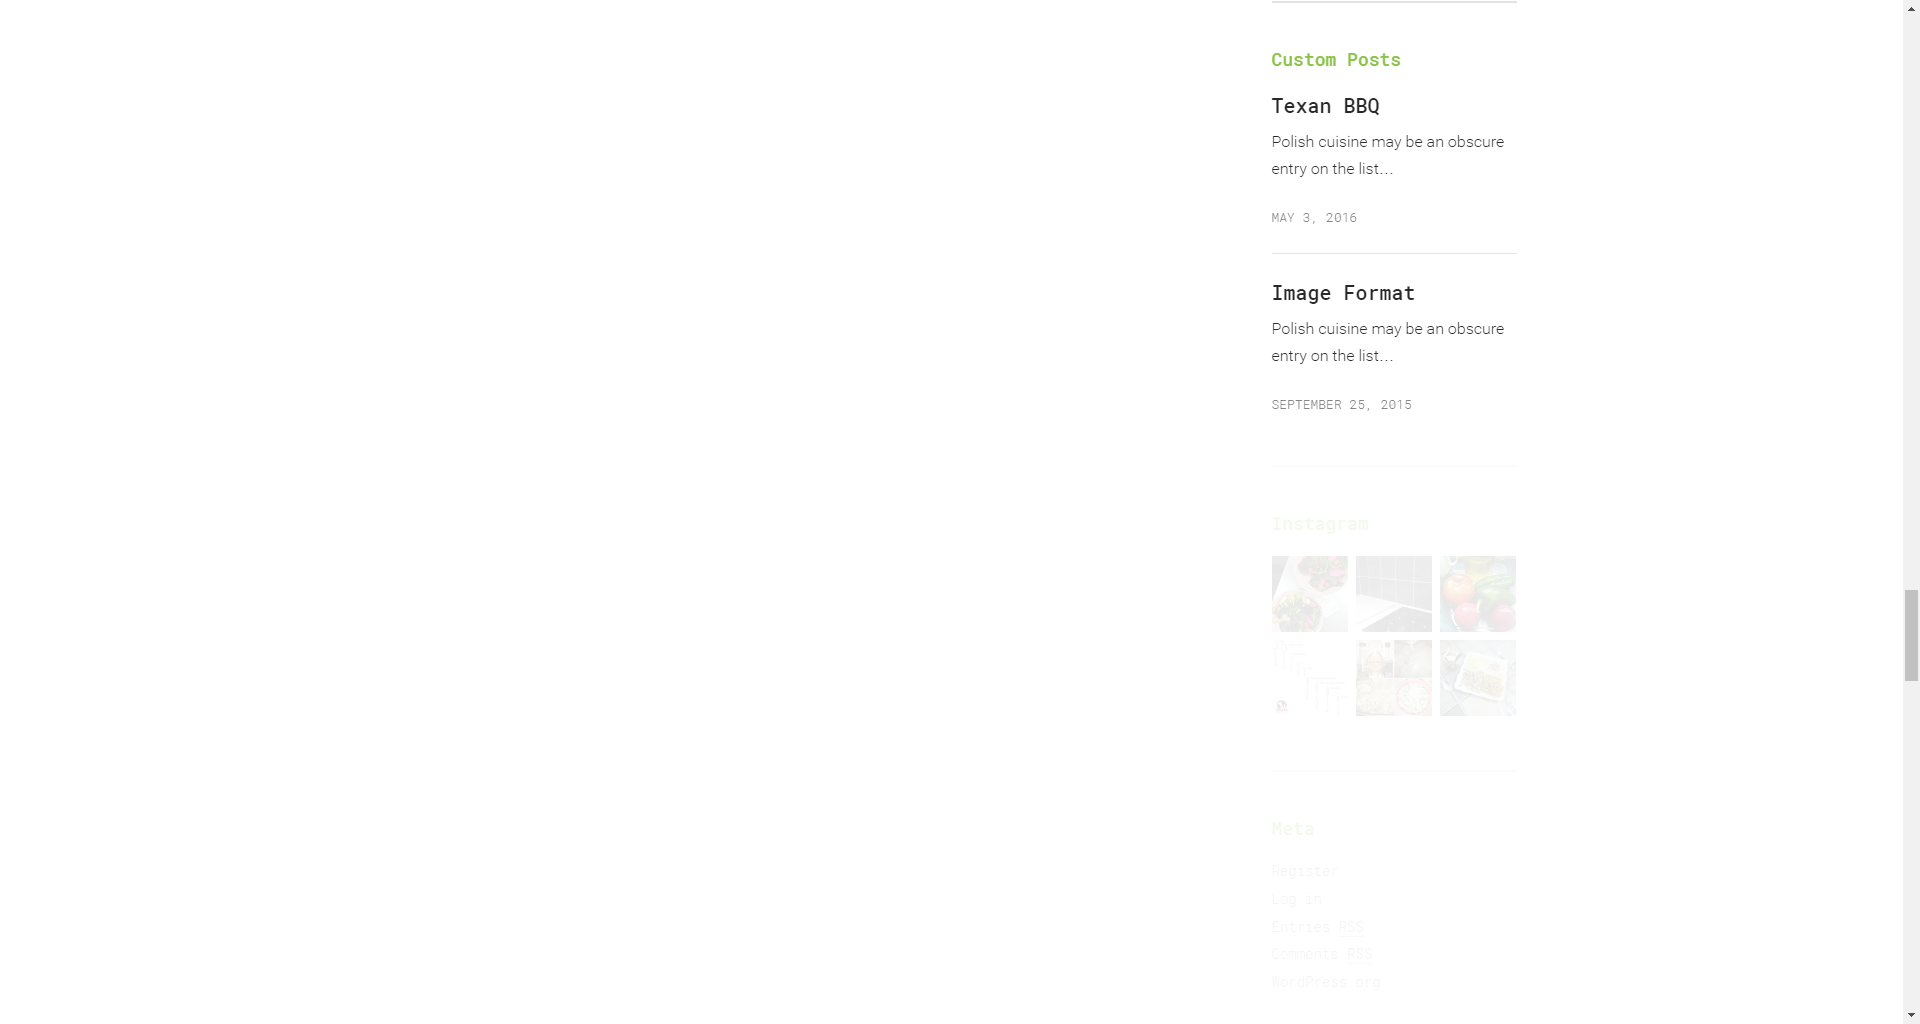 Custom Posts
Texan BBQ
Polish cuisine may be an obscure
entry on the list...
MAY 3, 2016
Image Format
Polish cuisine may be an obscure
entry on the list...
SEPTEMBER 25, 2015
Instagram
Meta
Register
Log in
Entries RSS
Comments RSS
WordPress.org